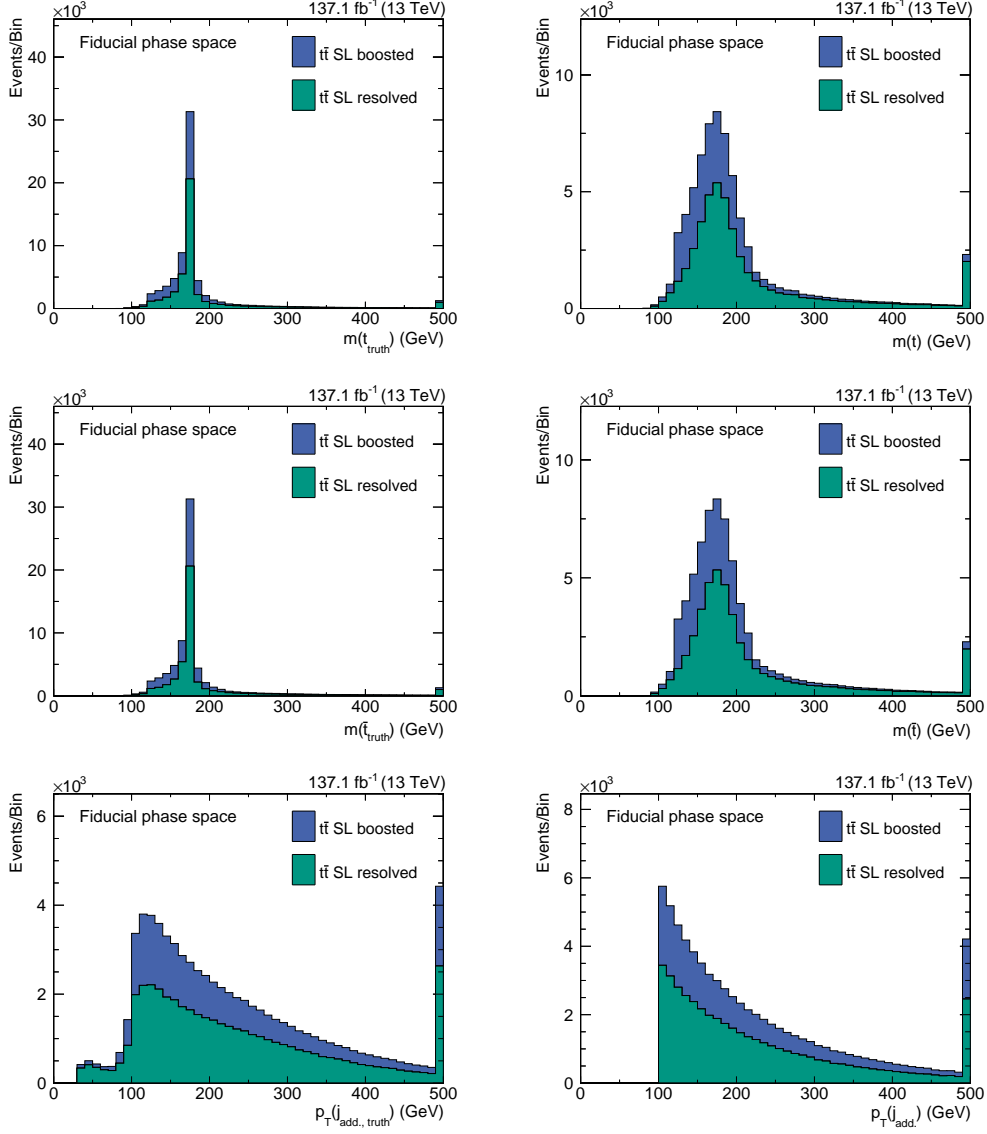 137.1 fb⁻¹ (13 TeV)
×10³
Events/Bin
Fiducial phase space
tt̄ SL boosted
tt̄ SL resolved
40
30
20
10
0
0 100 200 300 400 500
m(t_truth) (GeV)
137.1 fb⁻¹ (13 TeV)
×10³
Events/Bin
Fiducial phase space
tt̄ SL boosted
tt̄ SL resolved
10
5
0
0 100 200 300 400 500
m(t) (GeV)
137.1 fb⁻¹ (13 TeV)
×10³
Events/Bin
Fiducial phase space
tt̄ SL boosted
tt̄ SL resolved
40
30
20
10
0
0 100 200 300 400 500
m(t̄_truth) (GeV)
137.1 fb⁻¹ (13 TeV)
×10³
Events/Bin
Fiducial phase space
tt̄ SL boosted
tt̄ SL resolved
10
5
0
0 100 200 300 400 500
m(t̄) (GeV)
137.1 fb⁻¹ (13 TeV)
×10³
Events/Bin
Fiducial phase space
tt̄ SL boosted
tt̄ SL resolved
6
4
2
0
0 100 200 300 400 500
p_T(j_add., truth) (GeV)
137.1 fb⁻¹ (13 TeV)
×10³
Events/Bin
Fiducial phase space
tt̄ SL boosted
tt̄ SL resolved
8
6
4
2
0
0 100 200 300 400 500
p_T(j_add.) (GeV)